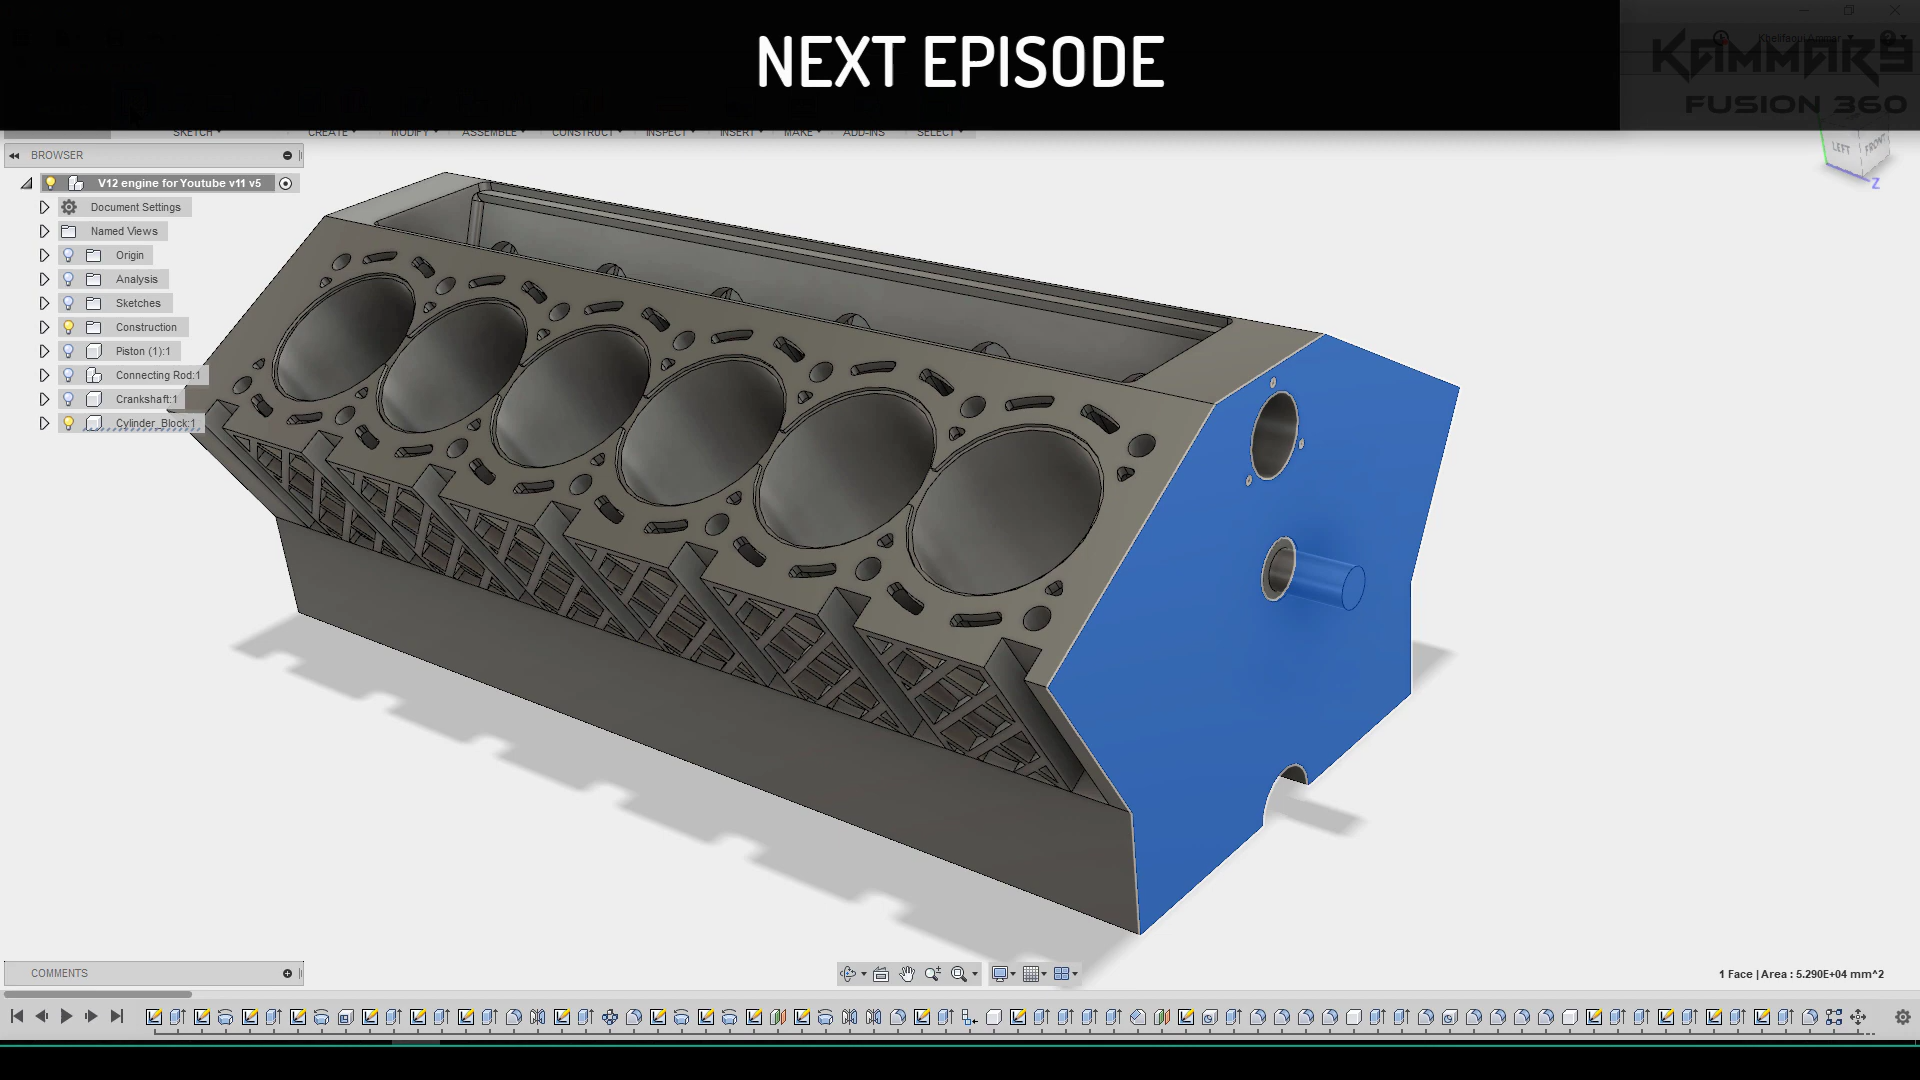 NEXT EPISODE
KAMMAR9
FUSION 360
SKETCH CREATE MODIFY ASSEMBLE CONSTRUCT INSPECT INSERT MAKE ADD-INS SELECT
LEFT FRONT
Z
BROWSER
V12 engine for Youtube v11 v5
Document Settings
Named Views
Origin
Analysis
Sketches
Construction
Piston (1):1
Connecting Rod:1
Crankshaft:1
Cylinder_Block:1
COMMENTS
1 Face | Area : 5.290E+04 mm^2